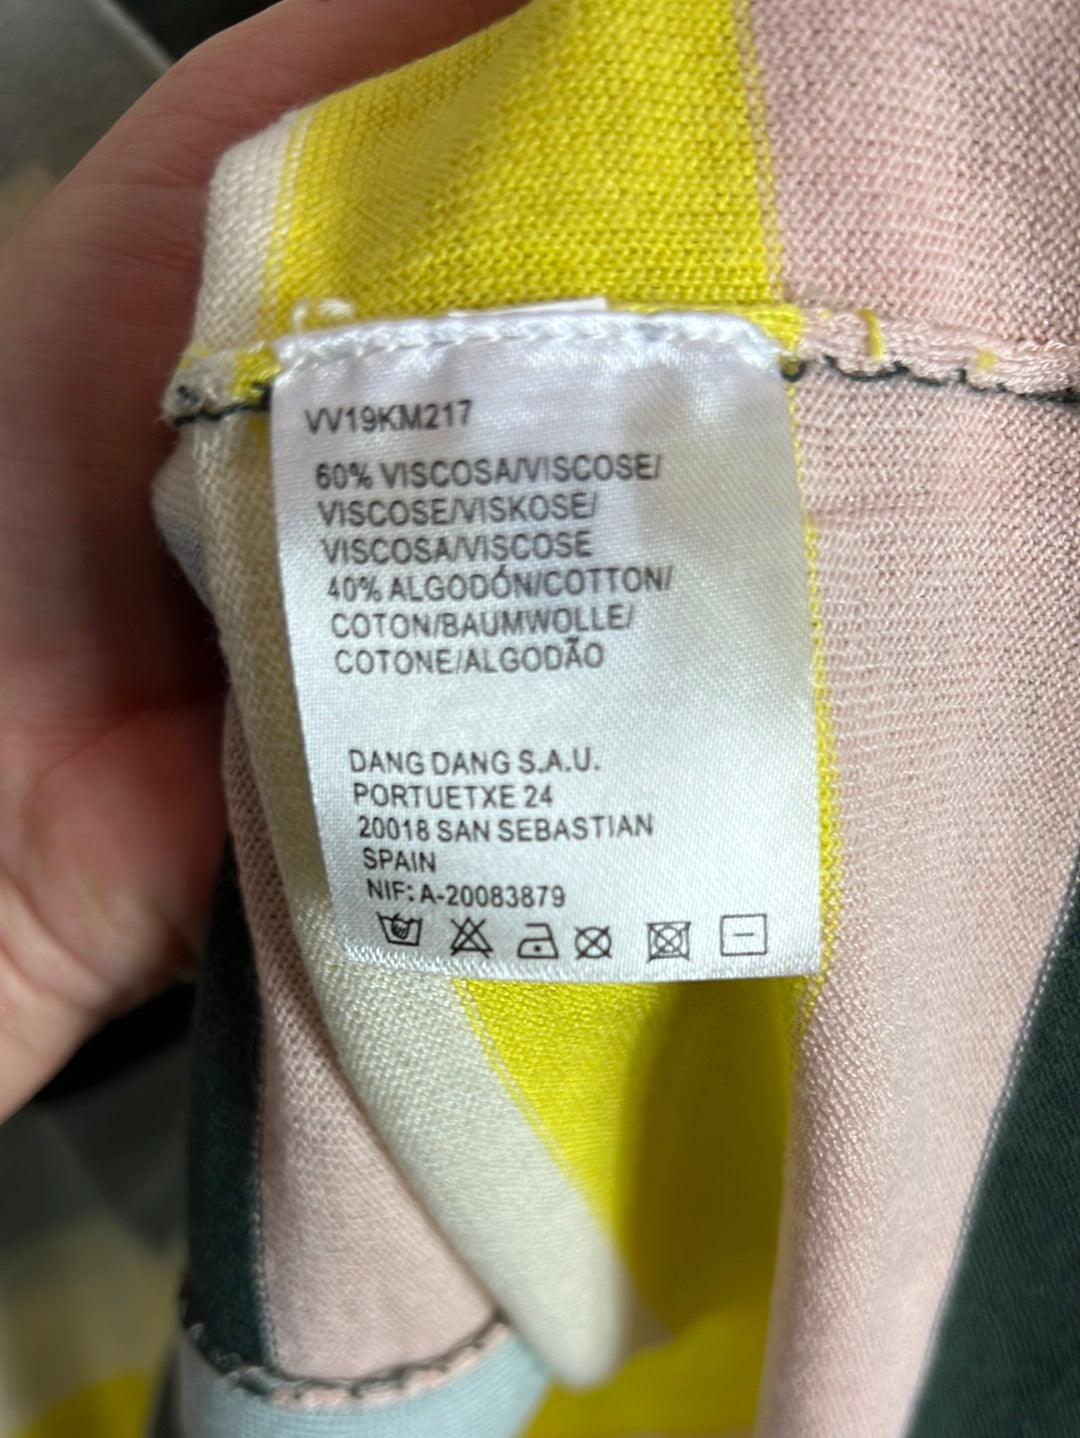 VV19KM217
60% VISCOSA/VISCOSE/
VISCOSE/VISKOSE/
VISCOSA/VISCOSE
40% ALGODÓN/COTTON/
COTON/BAUMWOLLE/
COTONE/ALGODÃO
DANG DANG S.A.U.
PORTUETXE 24
20018 SAN SEBASTIAN
SPAIN
NIF: A-20083879